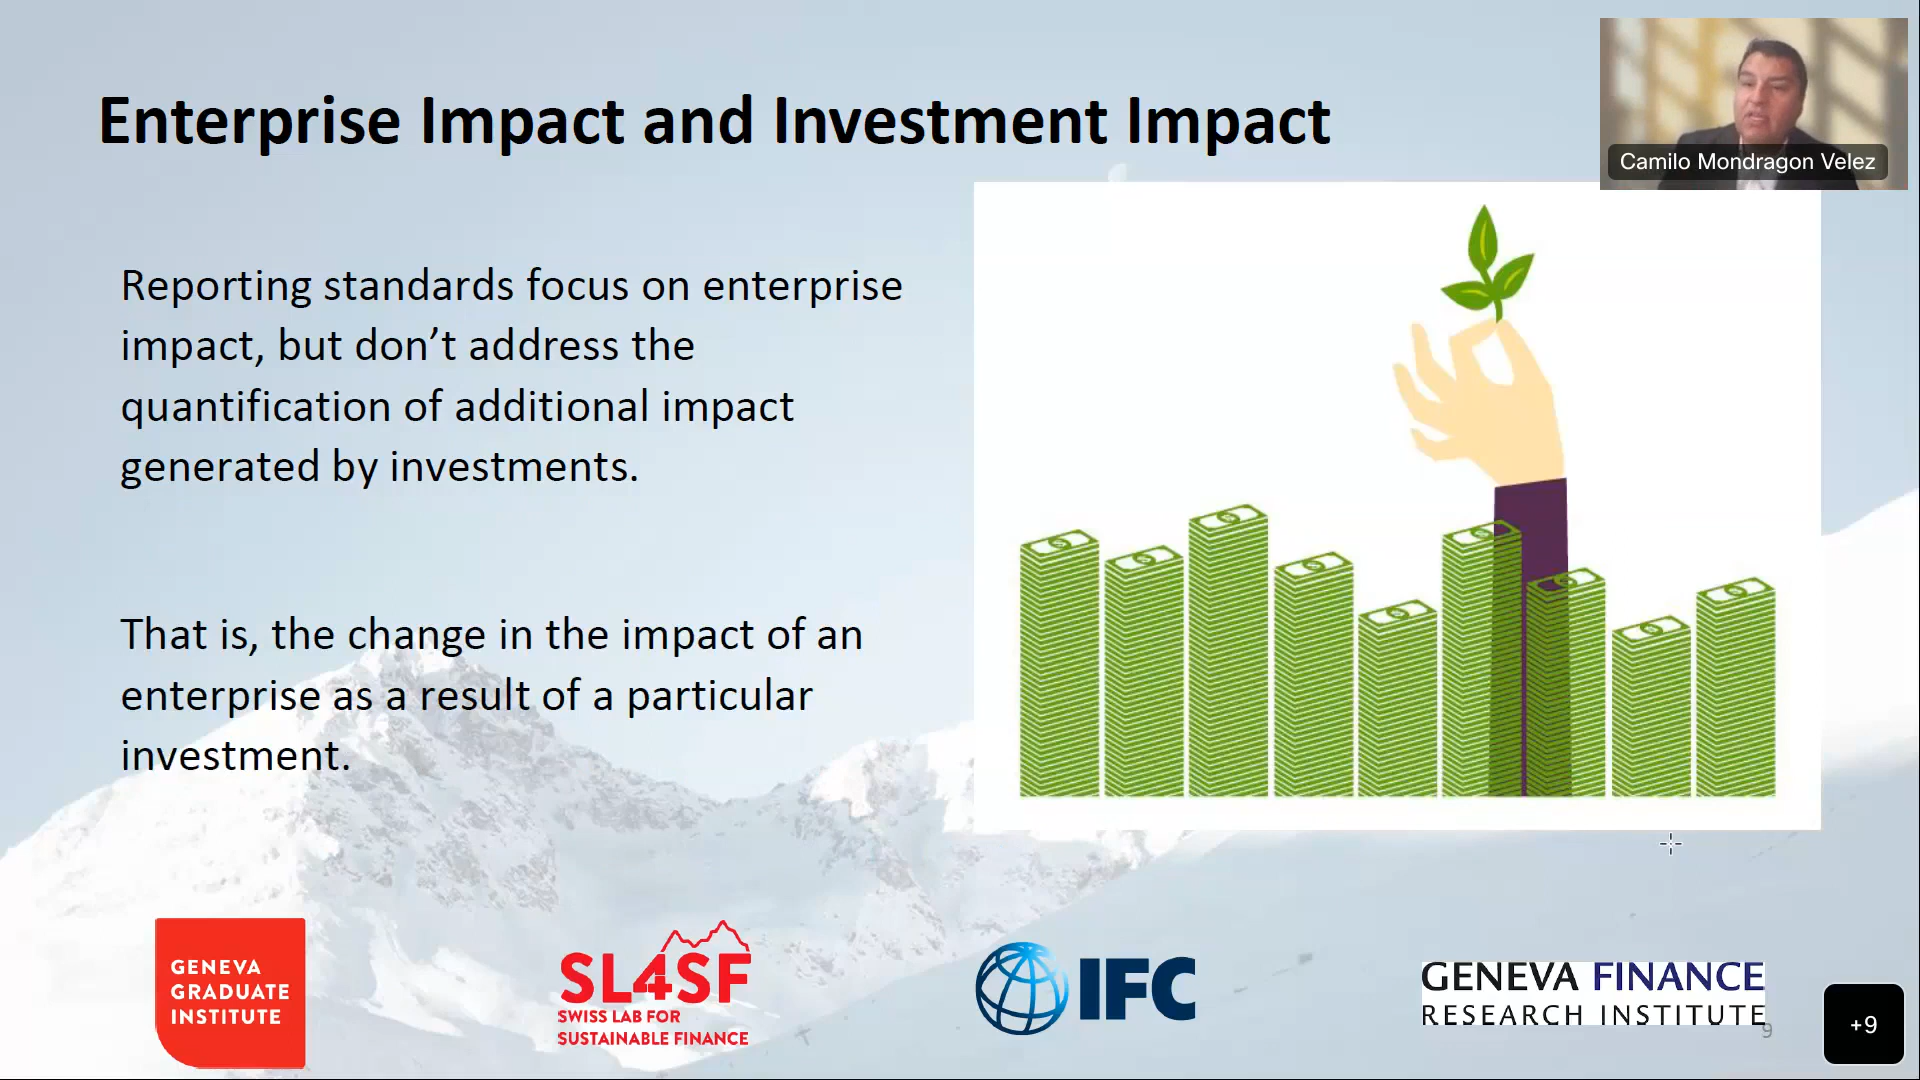 Enterprise Impact and Investment Impact
Camilo Mondragon Velez
Reporting standards focus on enterprise
impact, but don’t address the
quantification of additional impact
generated by investments.
That is, the change in the impact of an
enterprise as a result of a particular
investment.
GENEVA
GRADUATE
INSTITUTE
SL4SF
SWISS LAB FOR
SUSTAINABLE FINANCE
IFC
GENEVA FINANCE
RESEARCH INSTITUTE
9
+9